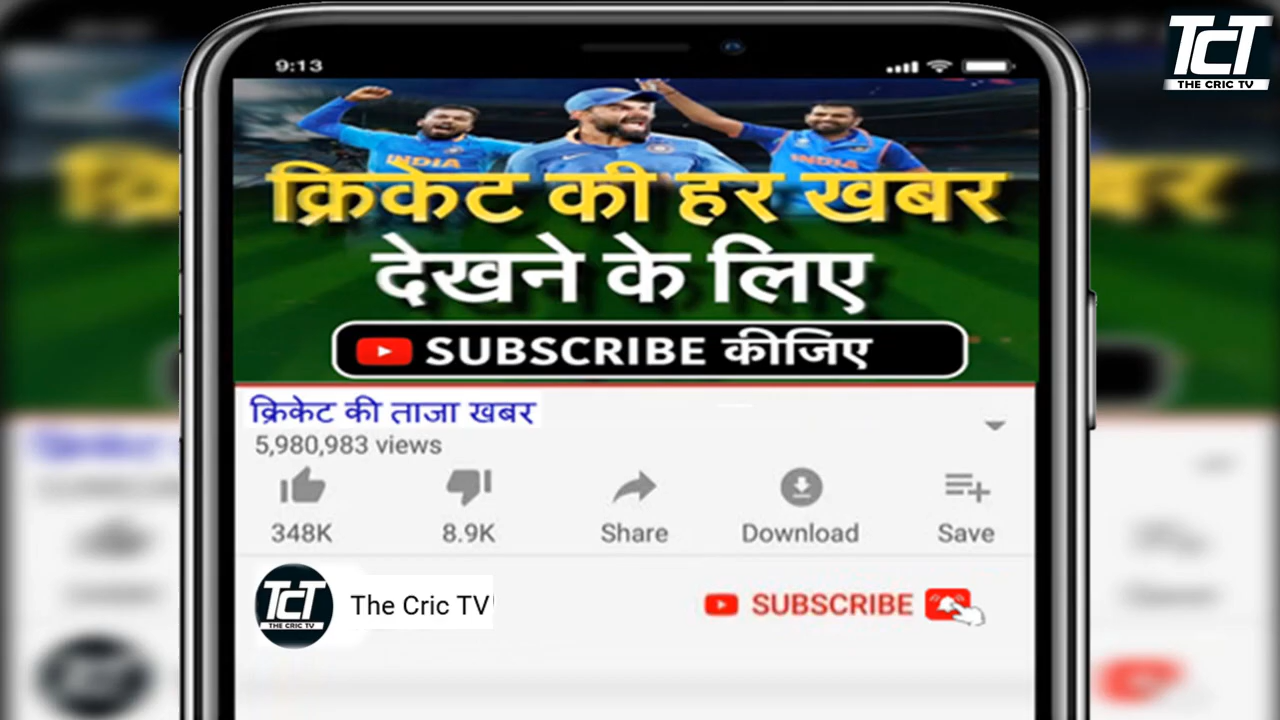 TCT
THE CRIC TV
9:13
INDIA
INDIA
क्रिकेट की हर खबर
देखने के लिए
SUBSCRIBE कीजिए
क्रिकेट की ताजा खबर
5,980,983 views
348K
8.9K
Share
Download
Save
TCT
THE CRIC TV
The Cric TV
SUBSCRIBE